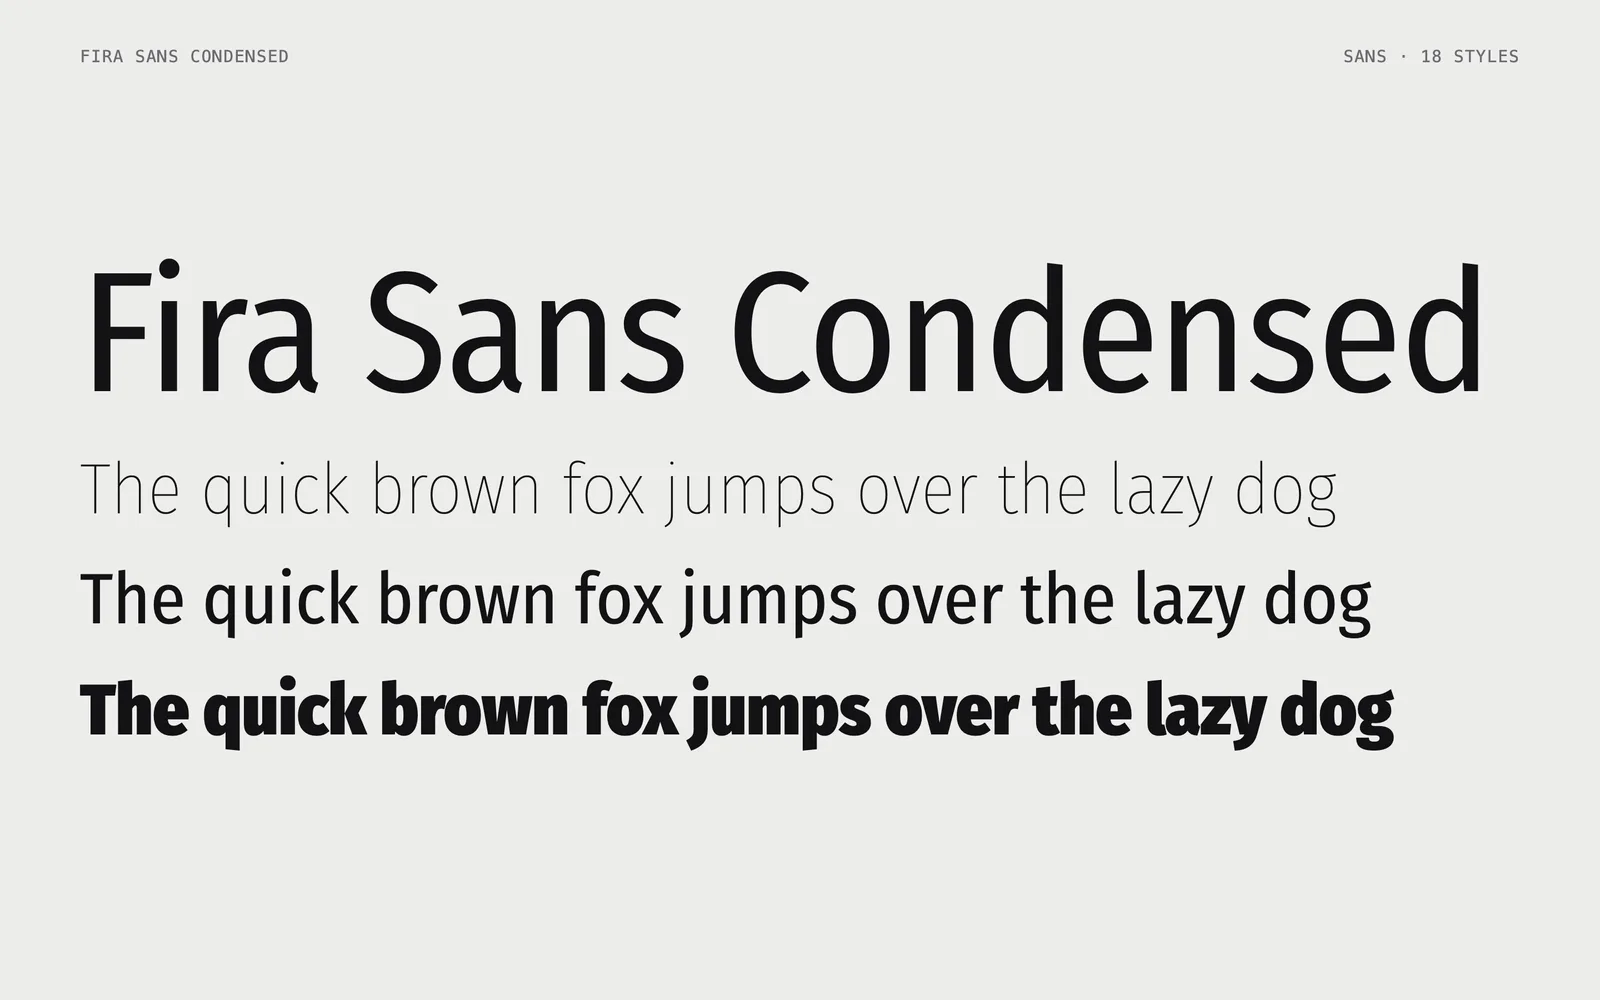 FIRA SANS CONDENSED
SANS · 18 STYLES
Fira Sans Condensed
The quick brown fox jumps over the lazy dog
The quick brown fox jumps over the lazy dog
The quick brown fox jumps over the lazy dog